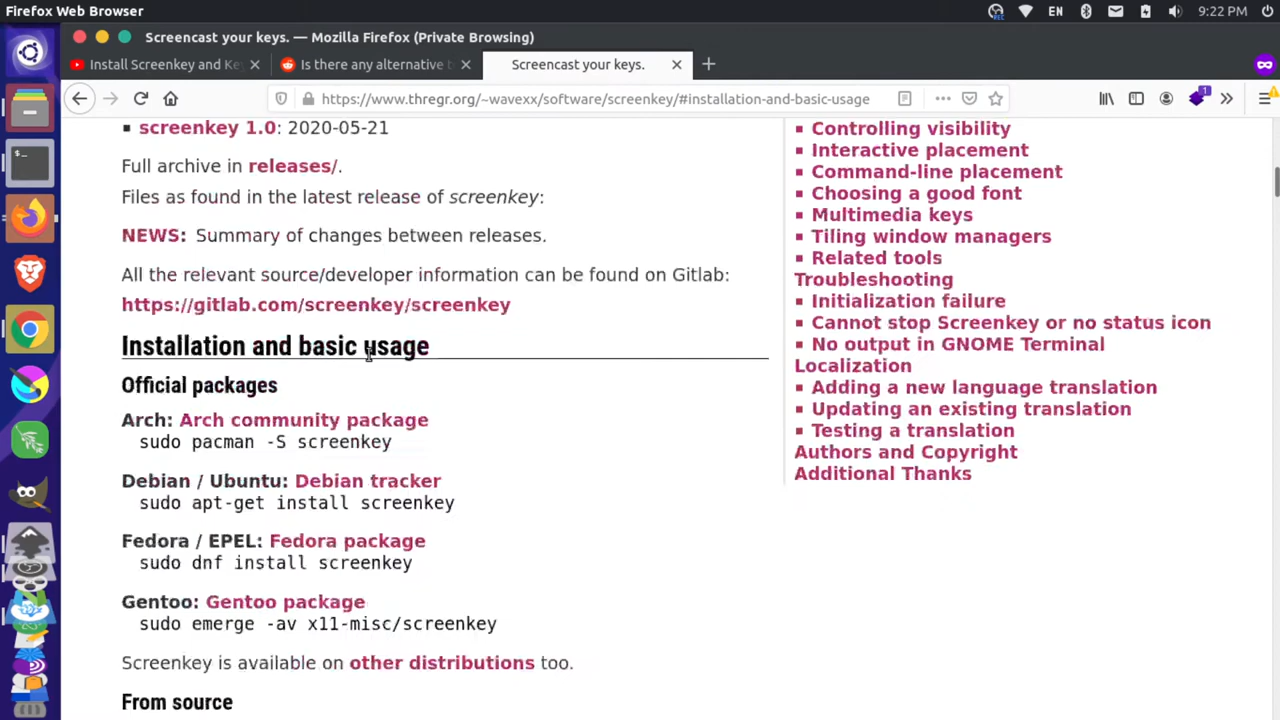 Firefox Web Browser
EN
9:22 PM
Screencast your keys. — Mozilla Firefox (Private Browsing)
Install Screenkey and Ke
Is there any alternative t
Screencast your keys.
https://www.thregr.org/~wavexx/software/screenkey/#installation-and-basic-usage
1
screenkey 1.0: 2020-05-21
Full archive in releases/.
Files as found in the latest release of screenkey:
NEWS: Summary of changes between releases.
All the relevant source/developer information can be found on Gitlab:
https://gitlab.com/screenkey/screenkey
Installation and basic usage
Official packages
Arch: Arch community package
sudo pacman -S screenkey
Debian / Ubuntu: Debian tracker
sudo apt-get install screenkey
Fedora / EPEL: Fedora package
sudo dnf install screenkey
Gentoo: Gentoo package
sudo emerge -av x11-misc/screenkey
Screenkey is available on other distributions too.
From source
Controlling visibility
Interactive placement
Command-line placement
Choosing a good font
Multimedia keys
Tiling window managers
Related tools
Troubleshooting
Initialization failure
Cannot stop Screenkey or no status icon
No output in GNOME Terminal
Localization
Adding a new language translation
Updating an existing translation
Testing a translation
Authors and Copyright
Additional Thanks